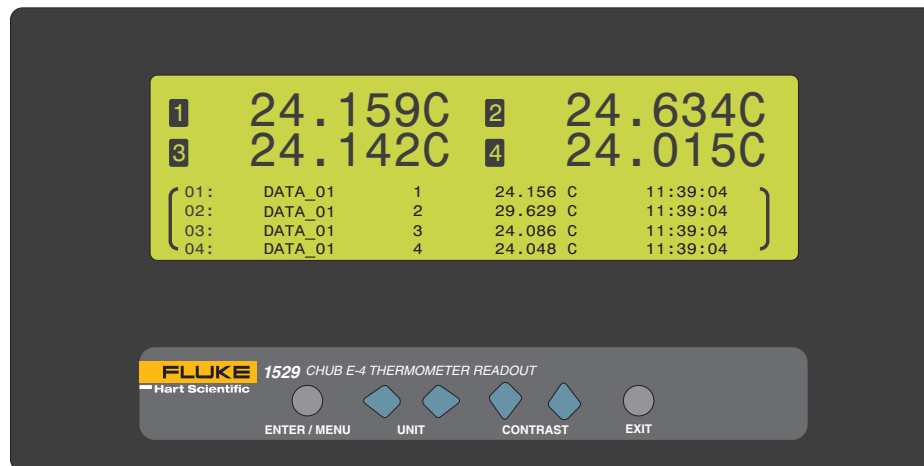 1 24.159C 2 24.634C
3 24.142C 4 24.015C
01: DATA_01 1 24.156 C 11:39:04
02: DATA_01 2 29.629 C 11:39:04
03: DATA_01 3 24.086 C 11:39:04
04: DATA_01 4 24.048 C 11:39:04
FLUKE 1529 CHUB E-4 THERMOMETER READOUT
Hart Scientific
ENTER / MENU UNIT CONTRAST EXIT